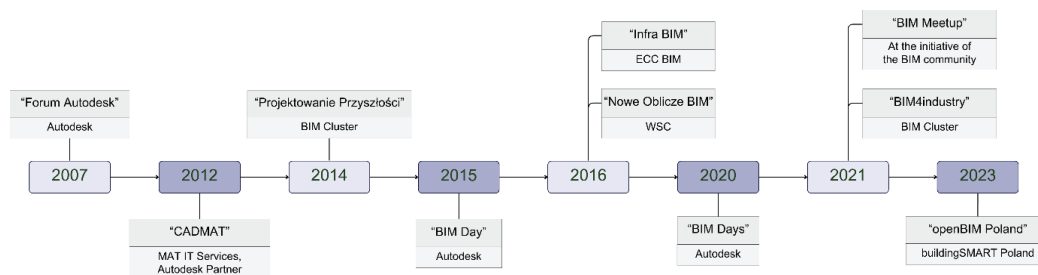 “Infra BIM”
ECC BIM
“BIM Meetup”
At the initiative of
the BIM community
“Forum Autodesk”
Autodesk
“Projektowanie Przyszłości”
BIM Cluster
“Nowe Oblicze BIM”
WSC
“BIM4industry”
BIM Cluster
2007
2012
2014
2015
2016
2020
2021
2023
“CADMAT”
MAT IT Services,
Autodesk Partner
“BIM Day”
Autodesk
“BIM Days”
Autodesk
“openBIM Poland”
buildingSMART Poland